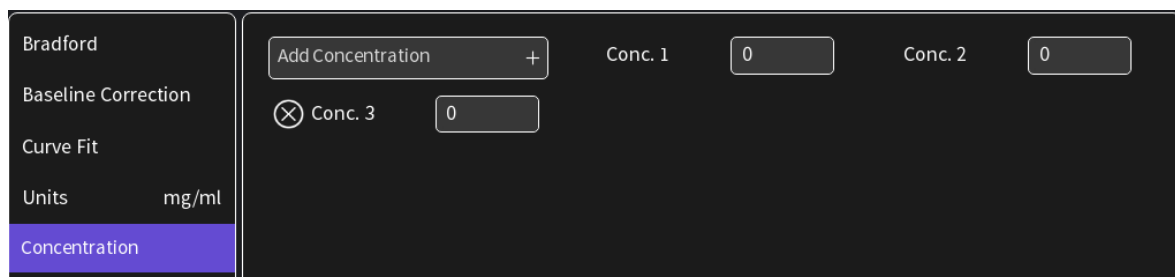 Bradford
Baseline Correction
Curve Fit
Units mg/ml
Concentration
Add Concentration + Conc. 1 0 Conc. 2 0
Conc. 3 0